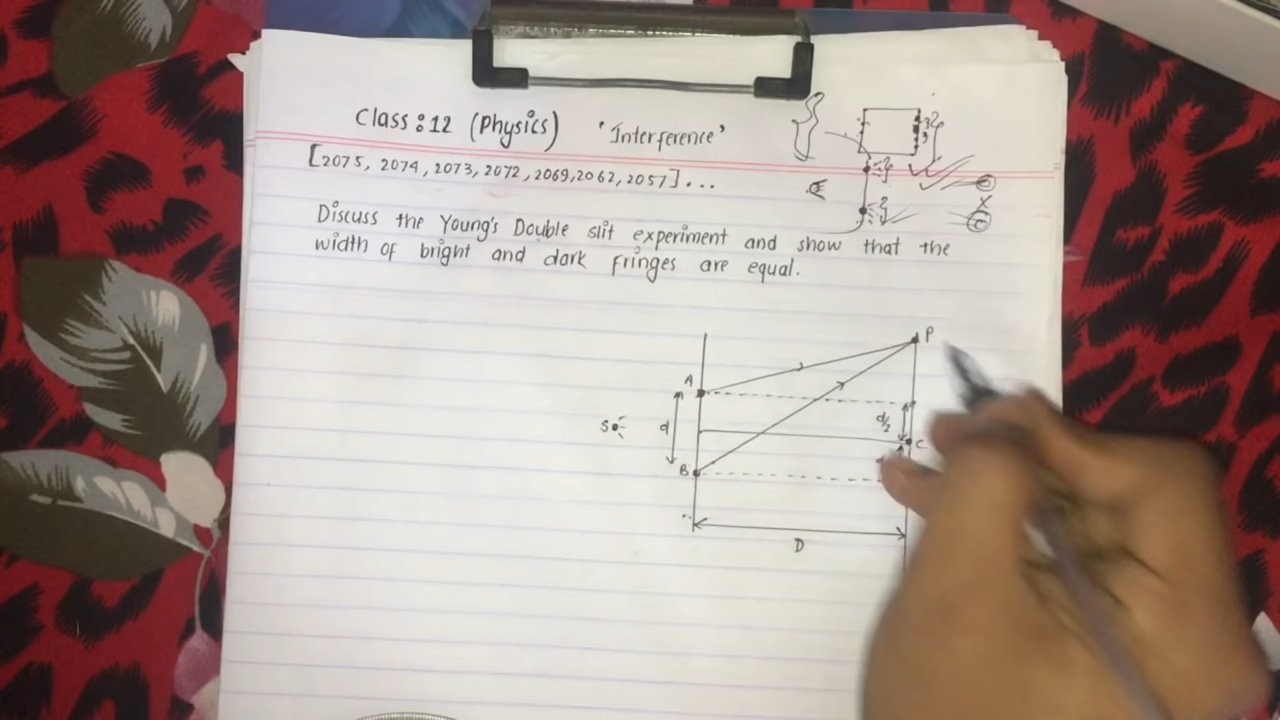 Class: 12 (Physics) 'Interference'
[2075, 2074, 2073, 2072, 2069, 2062, 2057]...
Discuss the Young's Double slit experiment and show that the
width of bright and dark fringes are equal.
P
A
d/2
S
d
C
B
D